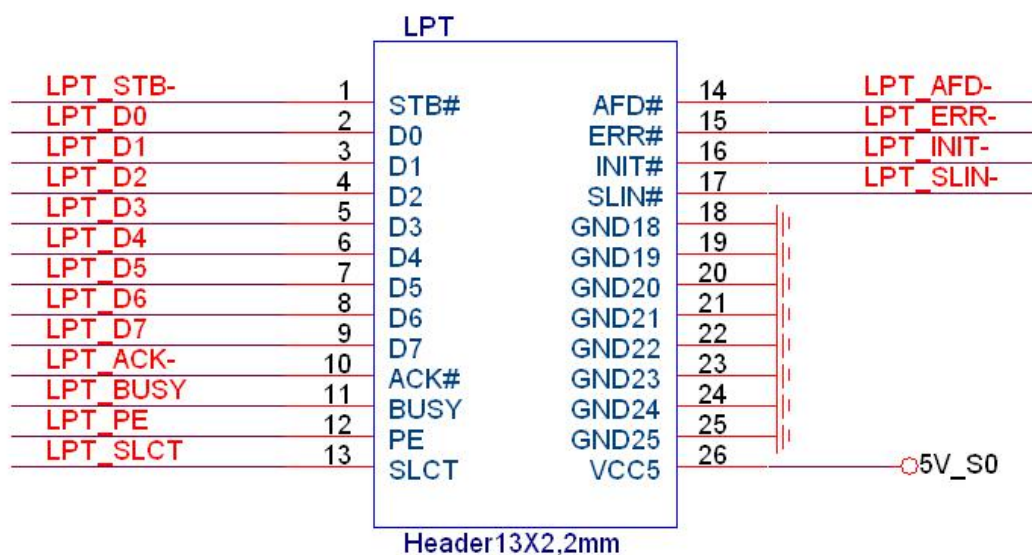 LPT
LPT_STB- 1 STB# AFD# 14 LPT_AFD-
LPT_D0 2 D0 ERR# 15 LPT_ERR-
LPT_D1 3 D1 INIT# 16 LPT_INIT-
LPT_D2 4 D2 SLIN# 17 LPT_SLIN-
LPT_D3 5 D3 GND18 18
LPT_D4 6 D4 GND19 19
LPT_D5 7 D5 GND20 20
LPT_D6 8 D6 GND21 21
LPT_D7 9 D7 GND22 22
LPT_ACK- 10 ACK# GND23 23
LPT_BUSY 11 BUSY GND24 24
LPT_PE 12 PE GND25 25
LPT_SLCT 13 SLCT VCC5 26 5V_S0
Header13X2,2mm